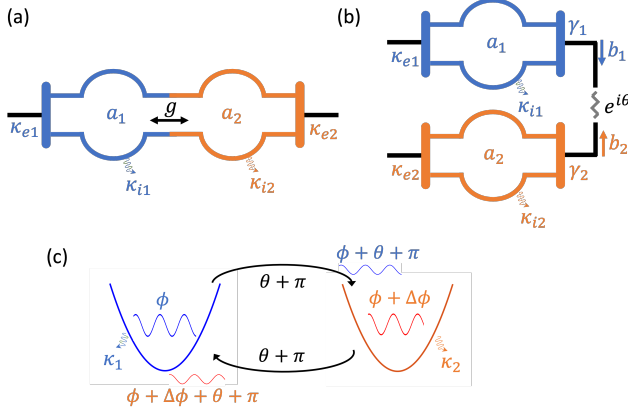 (a)
a₁
g
a₂
κₑ₁
κₑ₂
κᵢ₁
κᵢ₂
(b)
κₑ₁
a₁
γ₁
b₁
κᵢ₁
e^{iθ}
κₑ₂
a₂
b₂
γ₂
κᵢ₂
(c)
ϕ + θ + π
θ + π
ϕ
ϕ + Δϕ
κ₁
κ₂
θ + π
ϕ + Δϕ + θ + π